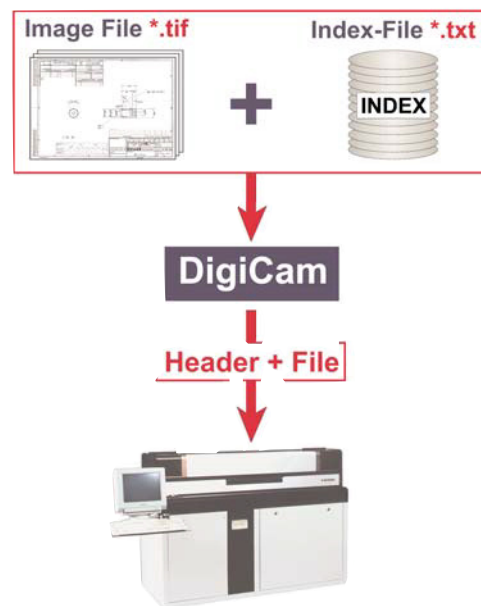 Image File *.tif
Index-File *.txt
INDEX
DigiCam
Header + File